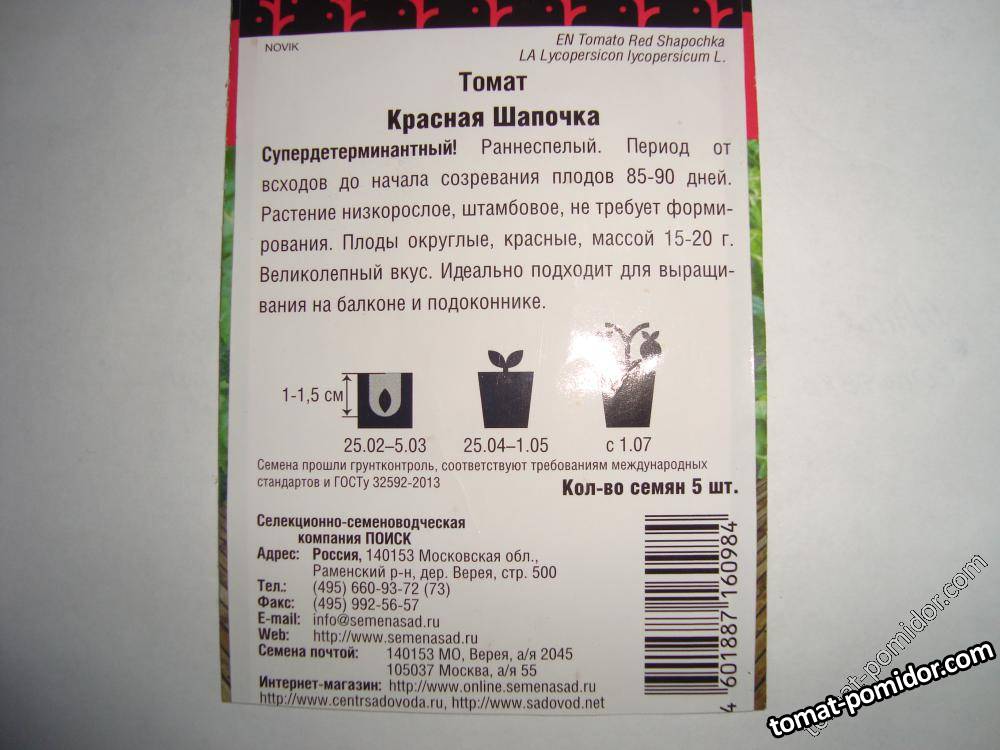 NOVIK
EN Tomato Red Shapochka
LA Lycopersicon lycopersicum L.
Томат
Красная Шапочка
Супердетерминантный! Раннеспелый. Период от
всходов до начала созревания плодов 85-90 дней.
Растение низкорослое, штамбовое, не требует форми-
рования. Плоды округлые, красные, массой 15-20 г.
Великолепный вкус. Идеально подходит для выращи-
вания на балконе и подоконнике.
1-1,5 см
25.02–5.03
25.04–1.05
с 1.07
Семена прошли грунтконтроль, соответствуют требованиям международных
стандартов и ГОСТу 32592-2013
Кол-во семян 5 шт.
Селекционно-семеноводческая
компания ПОИСК
Адрес: Россия, 140153 Московская обл.,
Раменский р-н, дер. Верея, стр. 500
Тел.: (495) 660-93-72 (73)
Факс: (495) 992-56-57
E-mail: info@semenasad.ru
Web: http://www.semenasad.ru
Семена почтой: 140153 МО, Верея, а/я 2045
105037 Москва, а/я 55
Интернет-магазин: http://www.online.semenasad.ru
http://www.centrsadovoda.ru, http://www.sadovod.net
4 601887 160984
tomat-pomidor.com
tomat-pomidor.com